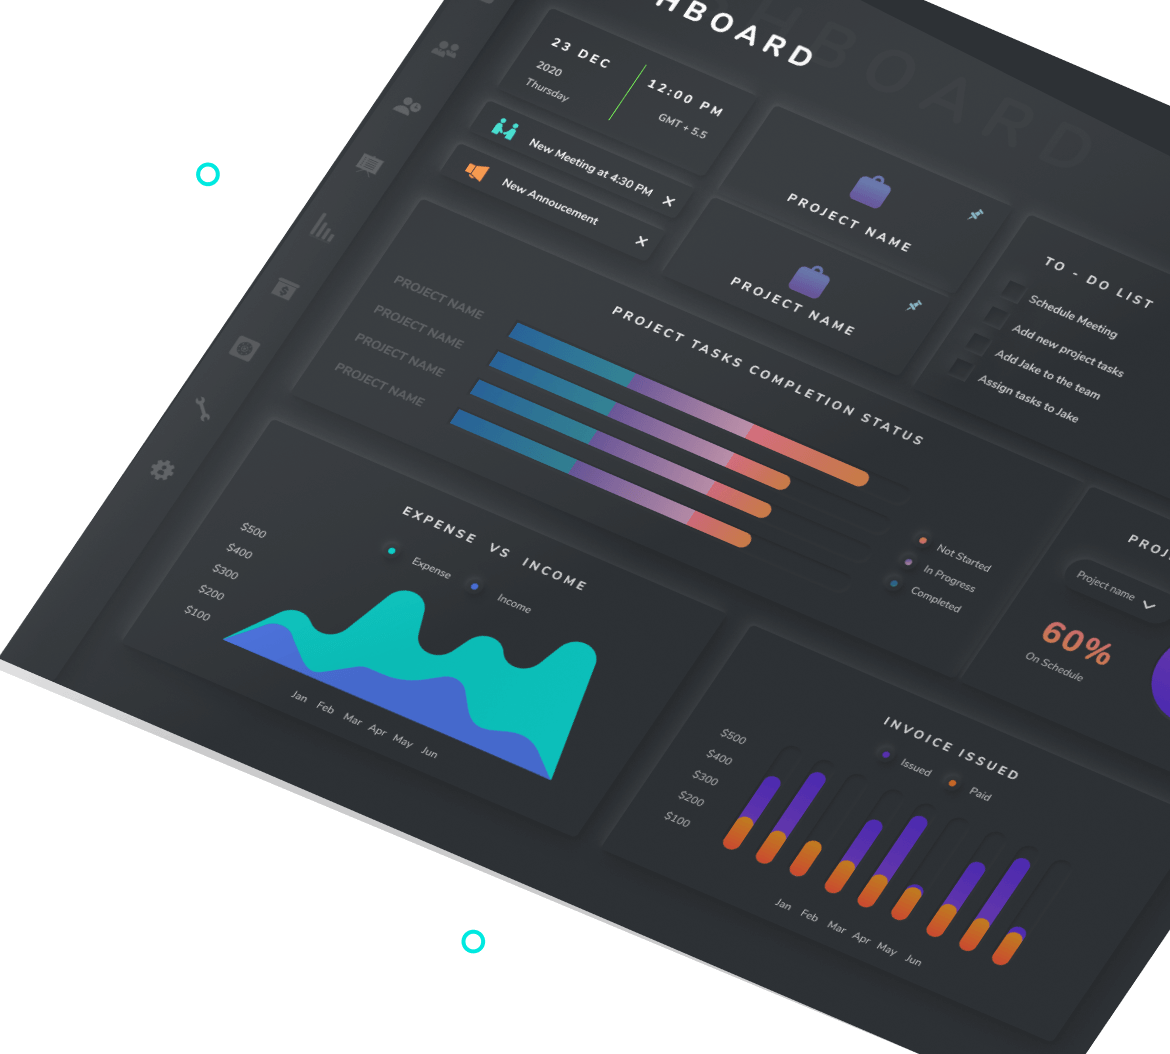 HBOARD
HBOARD
23 DEC
2020
Thursday
12:00 PM
GMT + 5.5
New Meeting at 4:30 PM
New Annoucement
PROJECT NAME
PROJECT NAME
TO - DO LIST
Schedule Meeting
Add new project tasks
Add Jake to the team
Assign tasks to Jake
PROJECT TASKS COMPLETION STATUS
PROJECT NAME
PROJECT NAME
PROJECT NAME
PROJECT NAME
Not Started
In Progress
Completed
EXPENSE VS INCOME
Expense
Income
$500
$400
$300
$200
$100
Jan Feb Mar Apr May Jun
PROJ
Project name
60%
On Schedule
INVOICE ISSUED
Issued
Paid
$500
$400
$300
$200
$100
Jan Feb Mar Apr May Jun